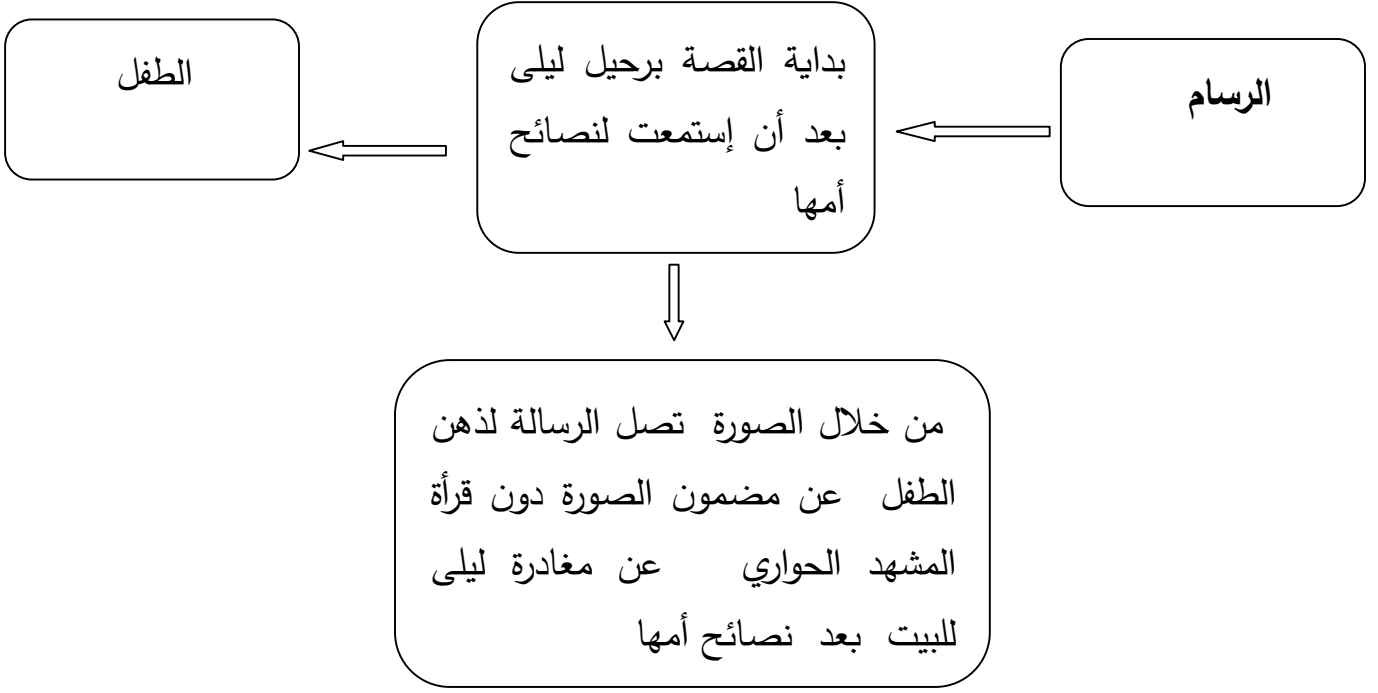 الرسام
بداية القصة برحيل ليلى
بعد أن إستمعت لنصائح
أمها
الطفل
من خلال الصورة تصل الرسالة لذهن
الطفل عن مضمون الصورة دون قرأة
المشهد الحواري عن مغادرة ليلى
للبيت بعد نصائح أمها